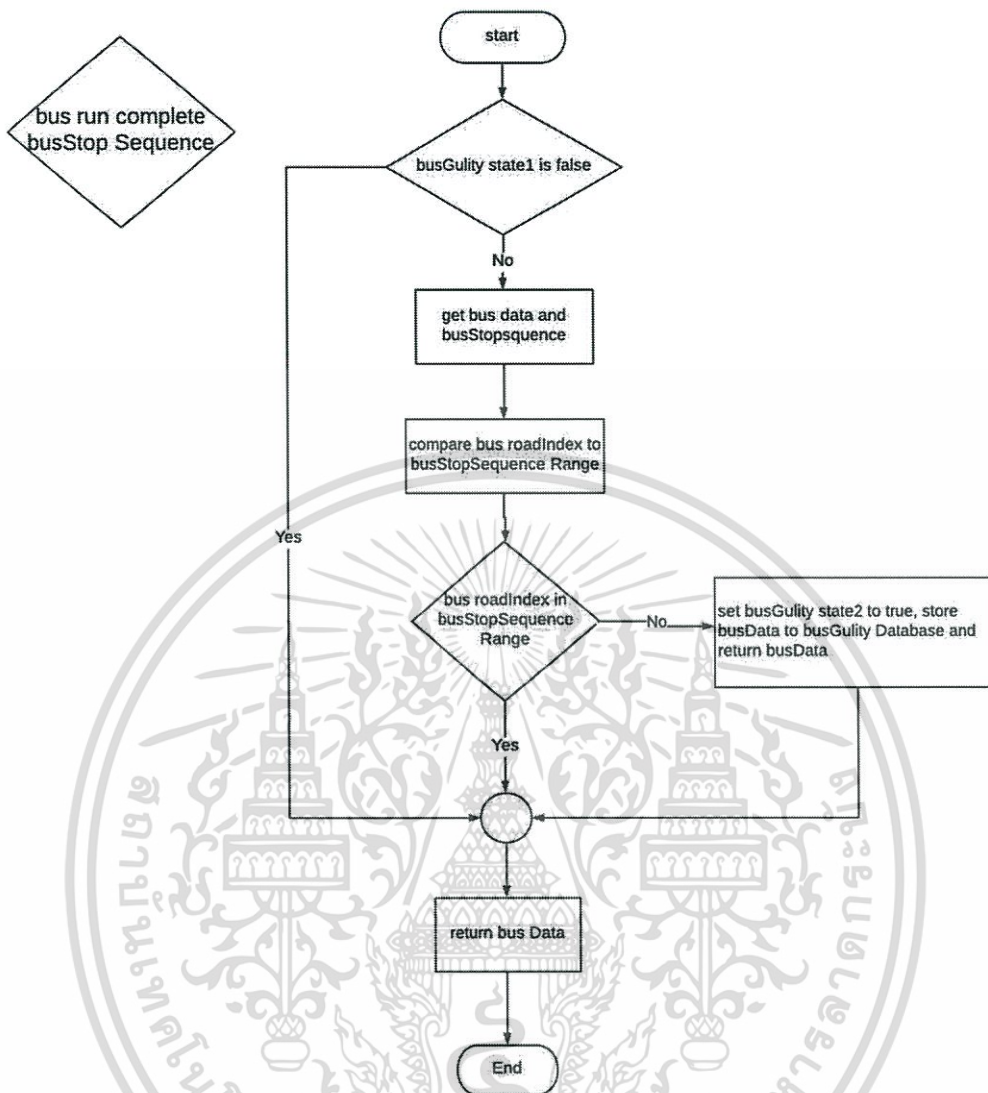 start
bus run complete
busStop Sequence
busGulity state1 is false
No
get bus data and
busStopsquence
compare bus roadIndex to
busStopSequence Range
Yes
bus roadIndex in
busStopSequence
Range
No
set busGulity state2 to true, store
busData to busGulity Database and
return busData
Yes
return bus Data
End